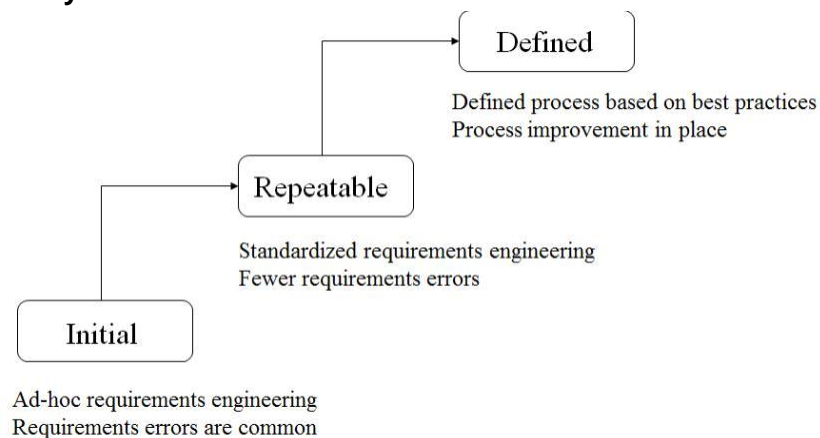 Defined
Defined process based on best practices
Process improvement in place
Repeatable
Standardized requirements engineering
Fewer requirements errors
Initial
Ad-hoc requirements engineering
Requirements errors are common